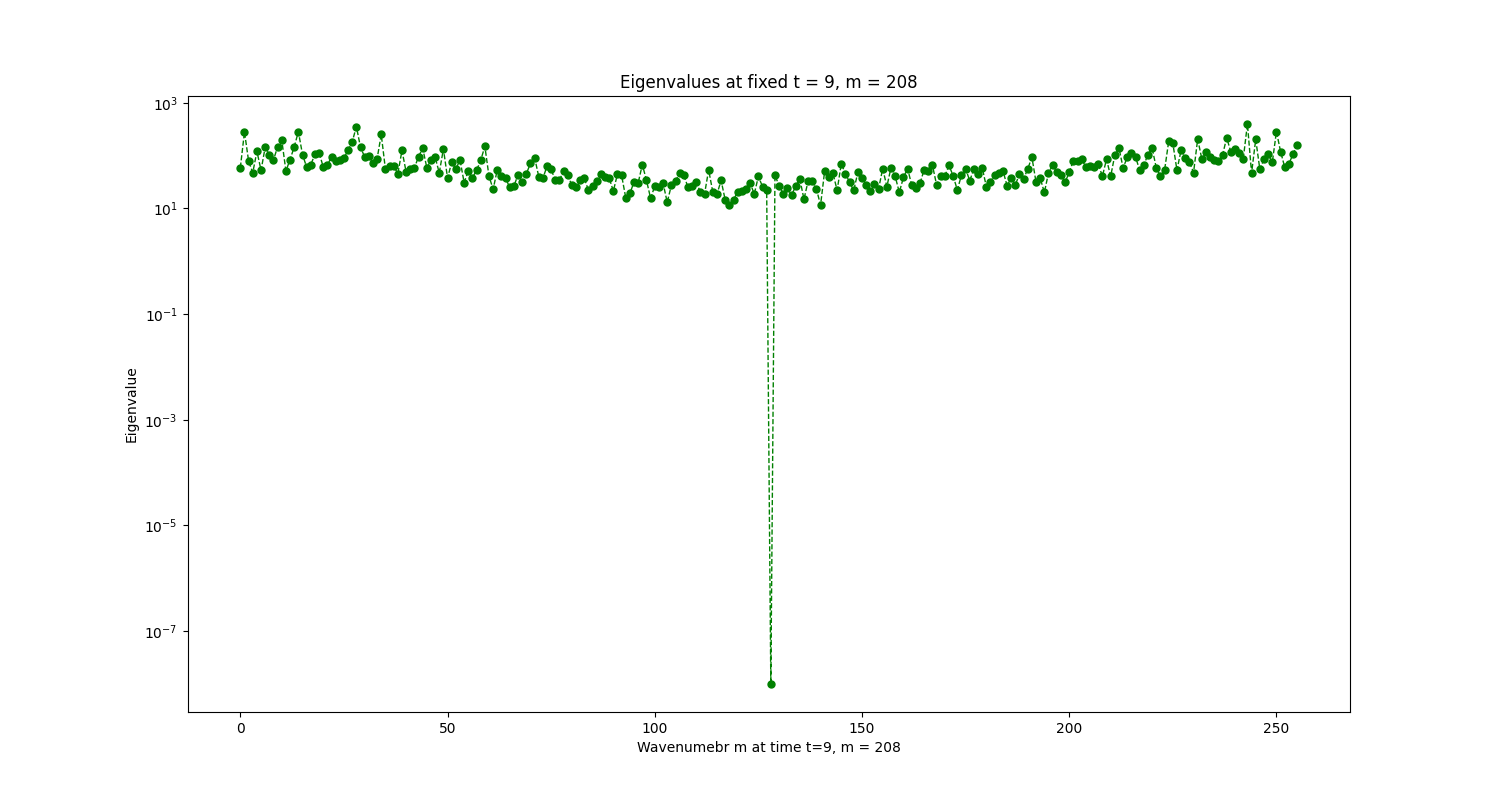 Eigenvalues at fixed t = 9, m = 208
10³
10¹
10⁻¹
10⁻³
10⁻⁵
10⁻⁷
Eigenvalue
0 50 100 150 200 250
Wavenumebr m at time t=9, m = 208